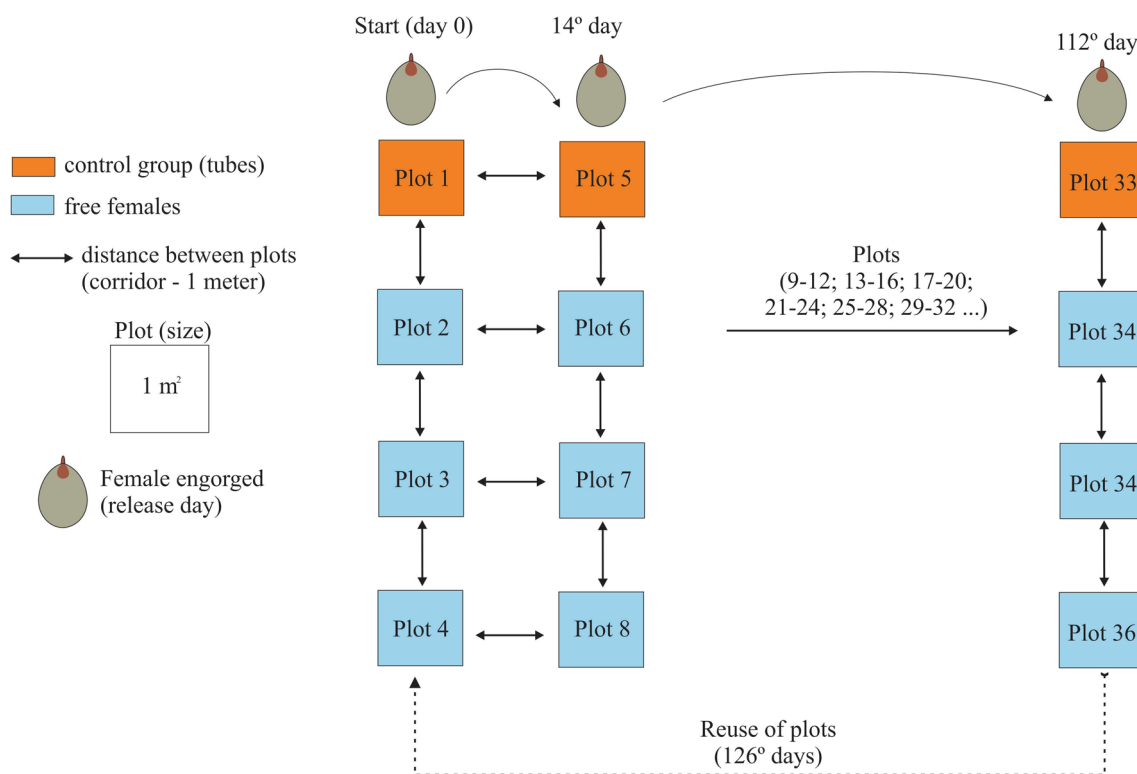 Start (day 0)
14º day
112º day
control group (tubes)
free females
distance between plots
(corridor - 1 meter)
Plot (size)
1 m²
Female engorged
(release day)
Plot 1
Plot 5
Plot 33
Plot 2
Plot 6
Plots
(9-12; 13-16; 17-20;
21-24; 25-28; 29-32 ...)
Plot 34
Plot 3
Plot 7
Plot 34
Plot 4
Plot 8
Plot 36
Reuse of plots
(126º days)